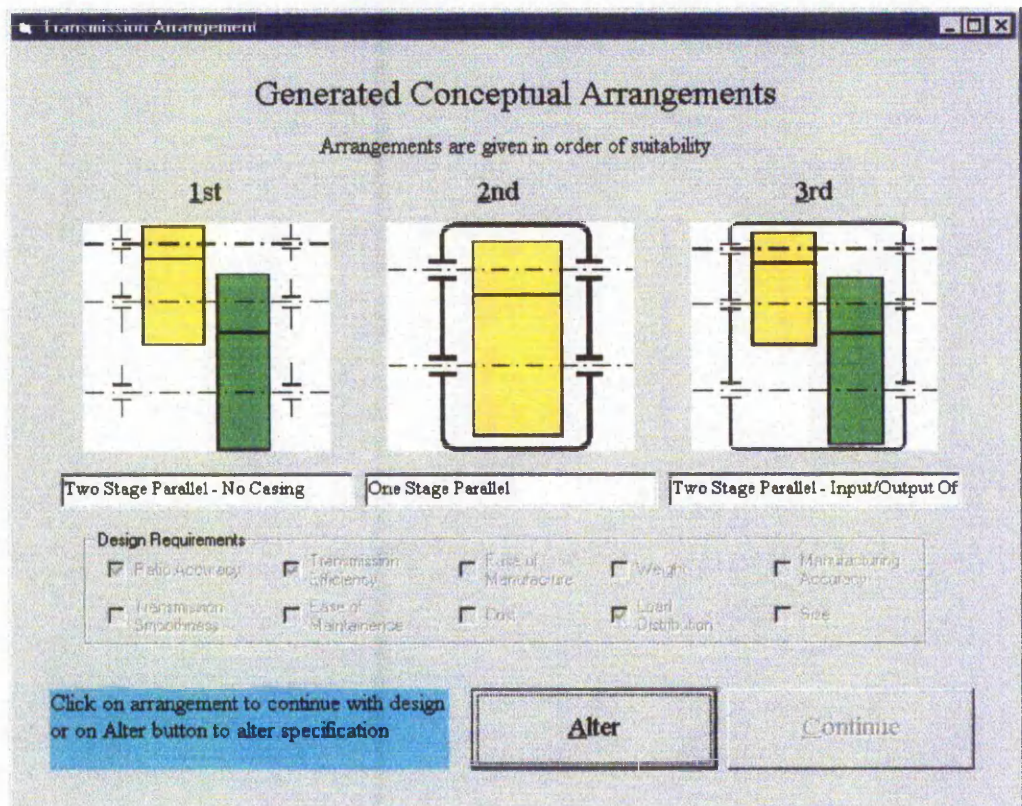 Transmission Arrangement
Generated Conceptual Arrangements
Arrangements are given in order of suitability
1st
2nd
3rd
Two Stage Parallel - No Casing
One Stage Parallel
Two Stage Parallel - Input/Output Of
Design Requirements
Ratio Accuracy
Transmission
Efficiency
Ease of
Manufacture
Weight
Manufacturing
Accuracy
Transmission
Smoothness
Ease of
Maintainence
Cost
Load
Distribution
Size
Click on arrangement to continue with design
or on Alter button to alter specification
Alter
Continue